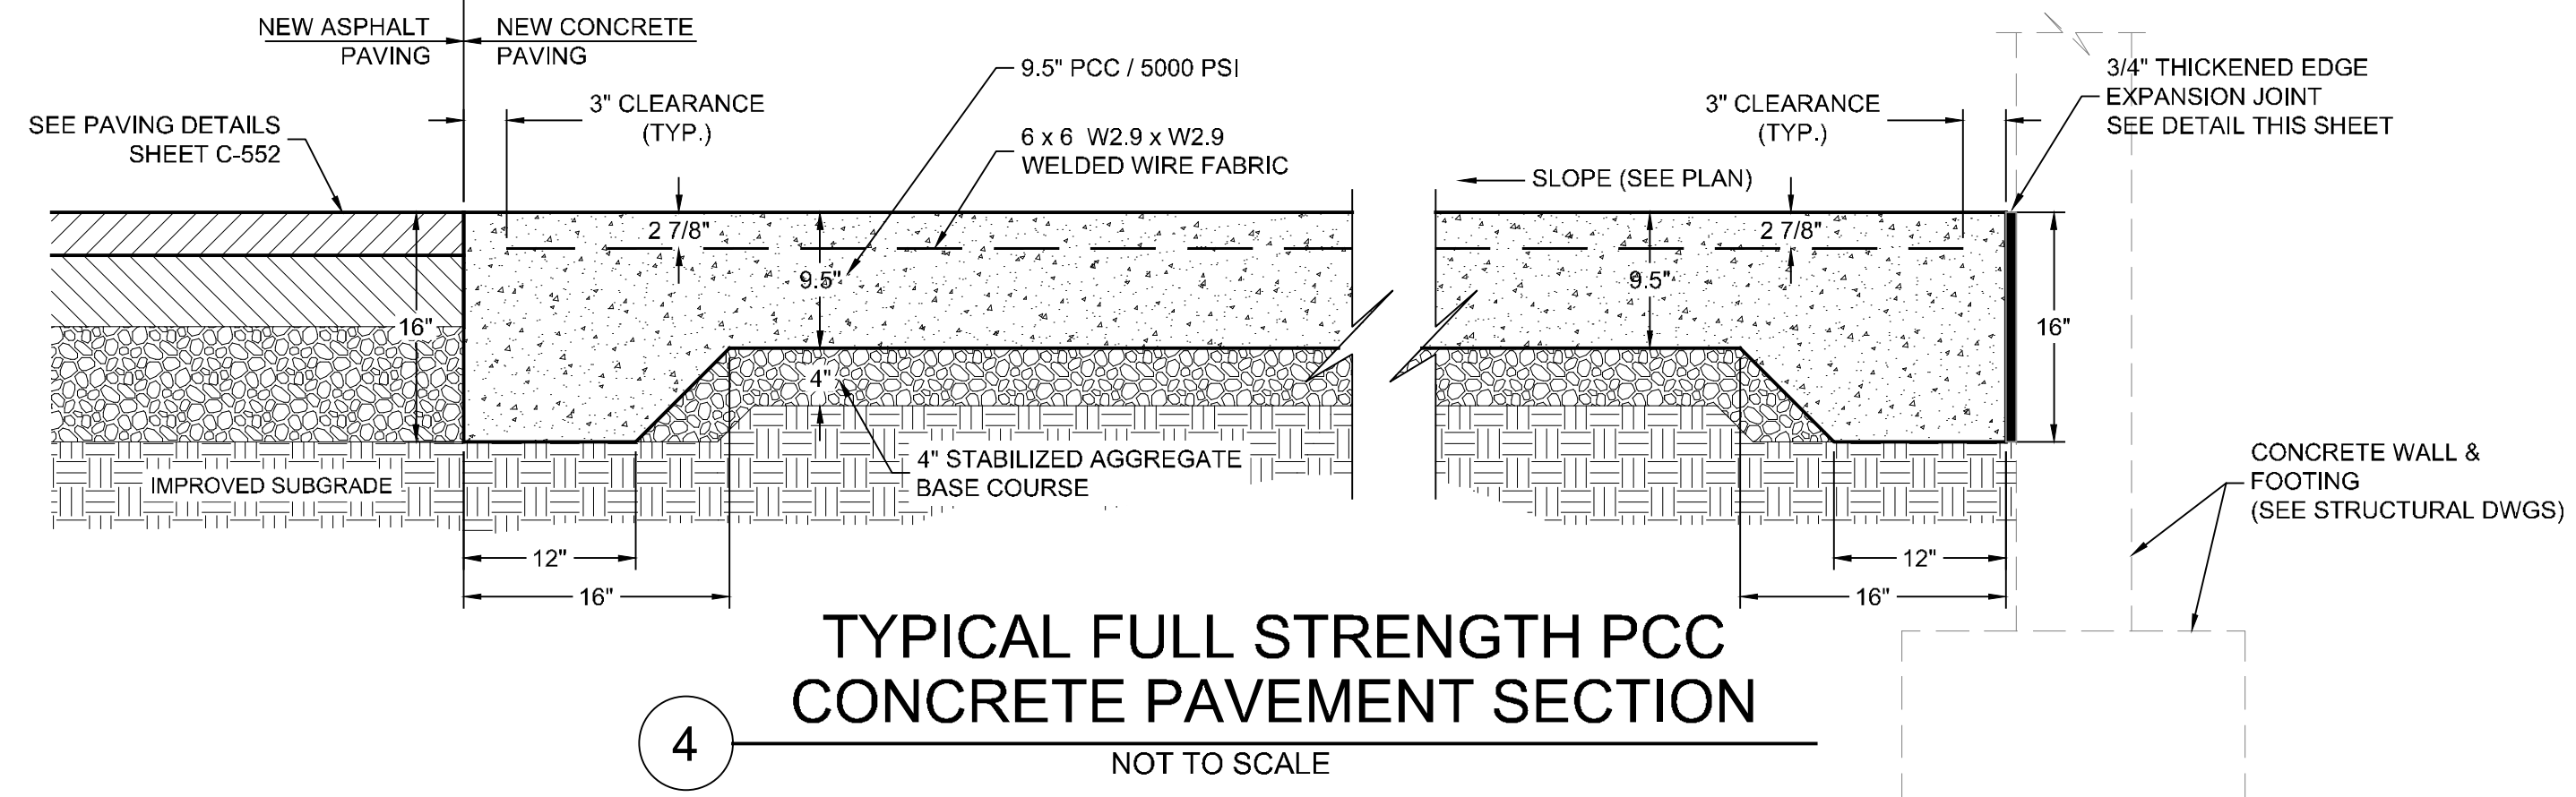 NEW ASPHALT
PAVING
NEW CONCRETE
PAVING
SEE PAVING DETAILS
SHEET C-552
3" CLEARANCE
(TYP.)
9.5" PCC / 5000 PSI
6 x 6 W2.9 x W2.9
WELDED WIRE FABRIC
3" CLEARANCE
(TYP.)
3/4" THICKENED EDGE
EXPANSION JOINT
SEE DETAIL THIS SHEET
SLOPE (SEE PLAN)
2 7/8"
2 7/8"
9.5"
9.5"
16"
16"
4"
4" STABILIZED AGGREGATE
BASE COURSE
IMPROVED SUBGRADE
CONCRETE WALL &
FOOTING
(SEE STRUCTURAL DWGS)
12"
16"
12"
16"
TYPICAL FULL STRENGTH PCC
CONCRETE PAVEMENT SECTION
4
NOT TO SCALE